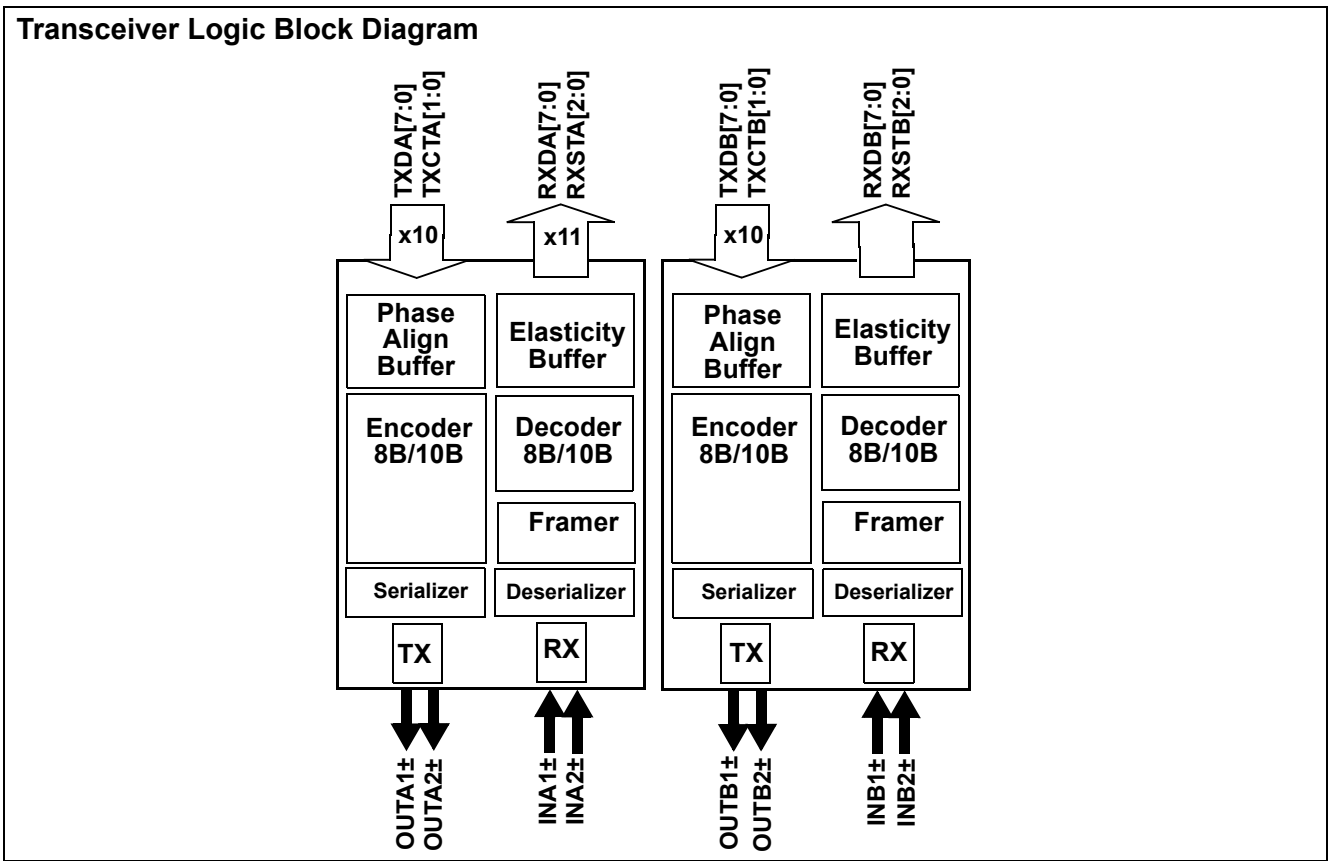 Transceiver Logic Block Diagram
TXDA[7:0]
TXCTA[1:0]
RXDA[7:0]
RXSTA[2:0]
TXDB[7:0]
TXCTB[1:0]
RXDB[7:0]
RXSTB[2:0]
x10
x11
x10
Phase
Align
Buffer
Elasticity
Buffer
Phase
Align
Buffer
Elasticity
Buffer
Encoder
8B/10B
Decoder
8B/10B
Encoder
8B/10B
Decoder
8B/10B
Framer
Framer
Serializer
Deserializer
Serializer
Deserializer
TX
RX
TX
RX
OUTA1±
OUTA2±
INA1±
INA2±
OUTB1±
OUTB2±
INB1±
INB2±